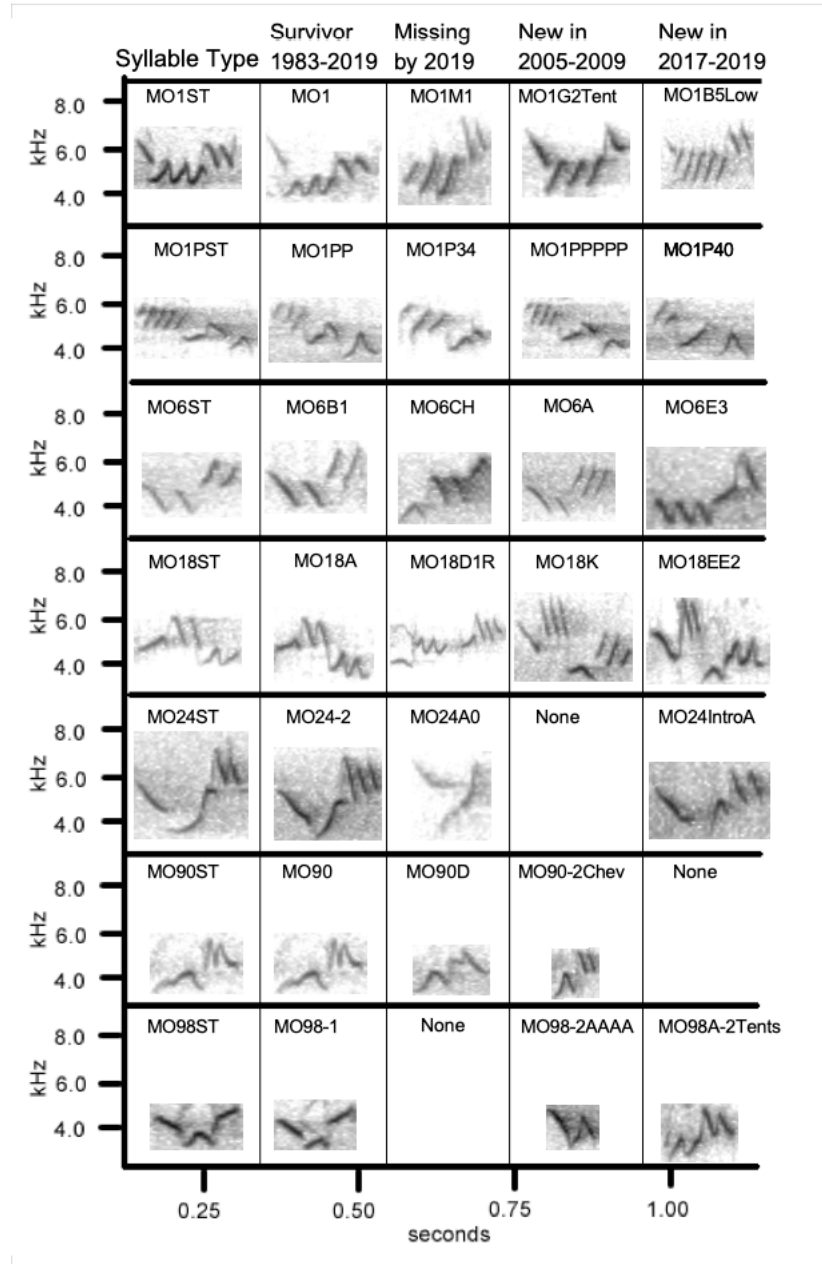 Syllable Type Survivor 1983-2019 Missing by 2019 New in 2005-2009 New in 2017-2019
MO1ST MO1 MO1M1 MO1G2Tent MO1B5Low
8.0
kHz
6.0
4.0
MO1PST MO1PP MO1P34 MO1PPPPP MO1P40
8.0
kHz
6.0
4.0
MO6ST MO6B1 MO6CH MO6A MO6E3
8.0
kHz
6.0
4.0
MO18ST MO18A MO18D1R MO18K MO18EE2
8.0
kHz
6.0
4.0
MO24ST MO24-2 MO24A0 None MO24IntroA
8.0
kHz
6.0
4.0
MO90ST MO90 MO90D MO90-2Chev None
8.0
kHz
6.0
4.0
MO98ST MO98-1 None MO98-2AAAA MO98A-2Tents
8.0
kHz
6.0
4.0
0.25 0.50 0.75 1.00
seconds